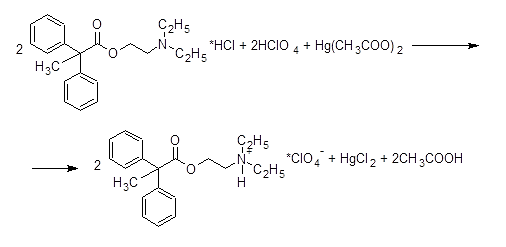 2 H₃C O O N C₂H₅ C₂H₅ *HCl + 2HClO₄ + Hg(CH₃COO)₂
2 H₃C O O N⁺ H C₂H₅ C₂H₅ *ClO₄⁻ + HgCl₂ + 2CH₃COOH